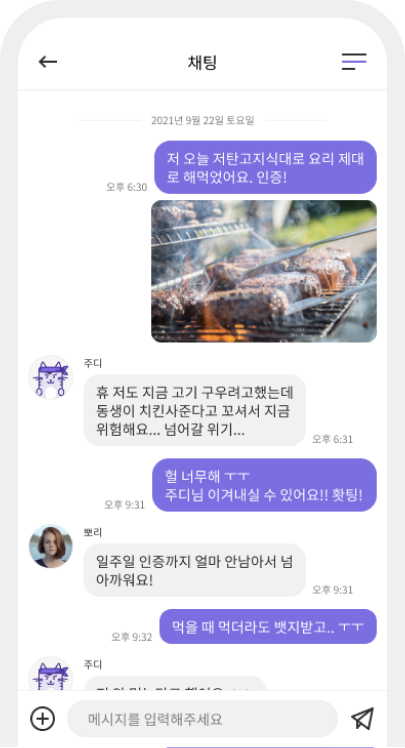 채팅
2021년 9월 22일 토요일
저 오늘 저탄고지식대로 요리 제대
로 해먹었어요. 인증!
오후 6:30
주디
휴 저도 지금 고기 구우려고했는데
동생이 치킨사준다고 꼬셔서 지금
위험해요... 넘어갈 위기...
오후 6:31
헐 너무해 ㅜㅜ
주디님 이겨내실 수 있어요!! 홧팅!
오후 9:31
뽀리
일주일 인증까지 얼마 안남아서 넘
아까워요!
오후 9:31
먹을 때 먹더라도 뱃지받고.. ㅜㅜ
오후 9:32
주디
메시지를 입력해주세요